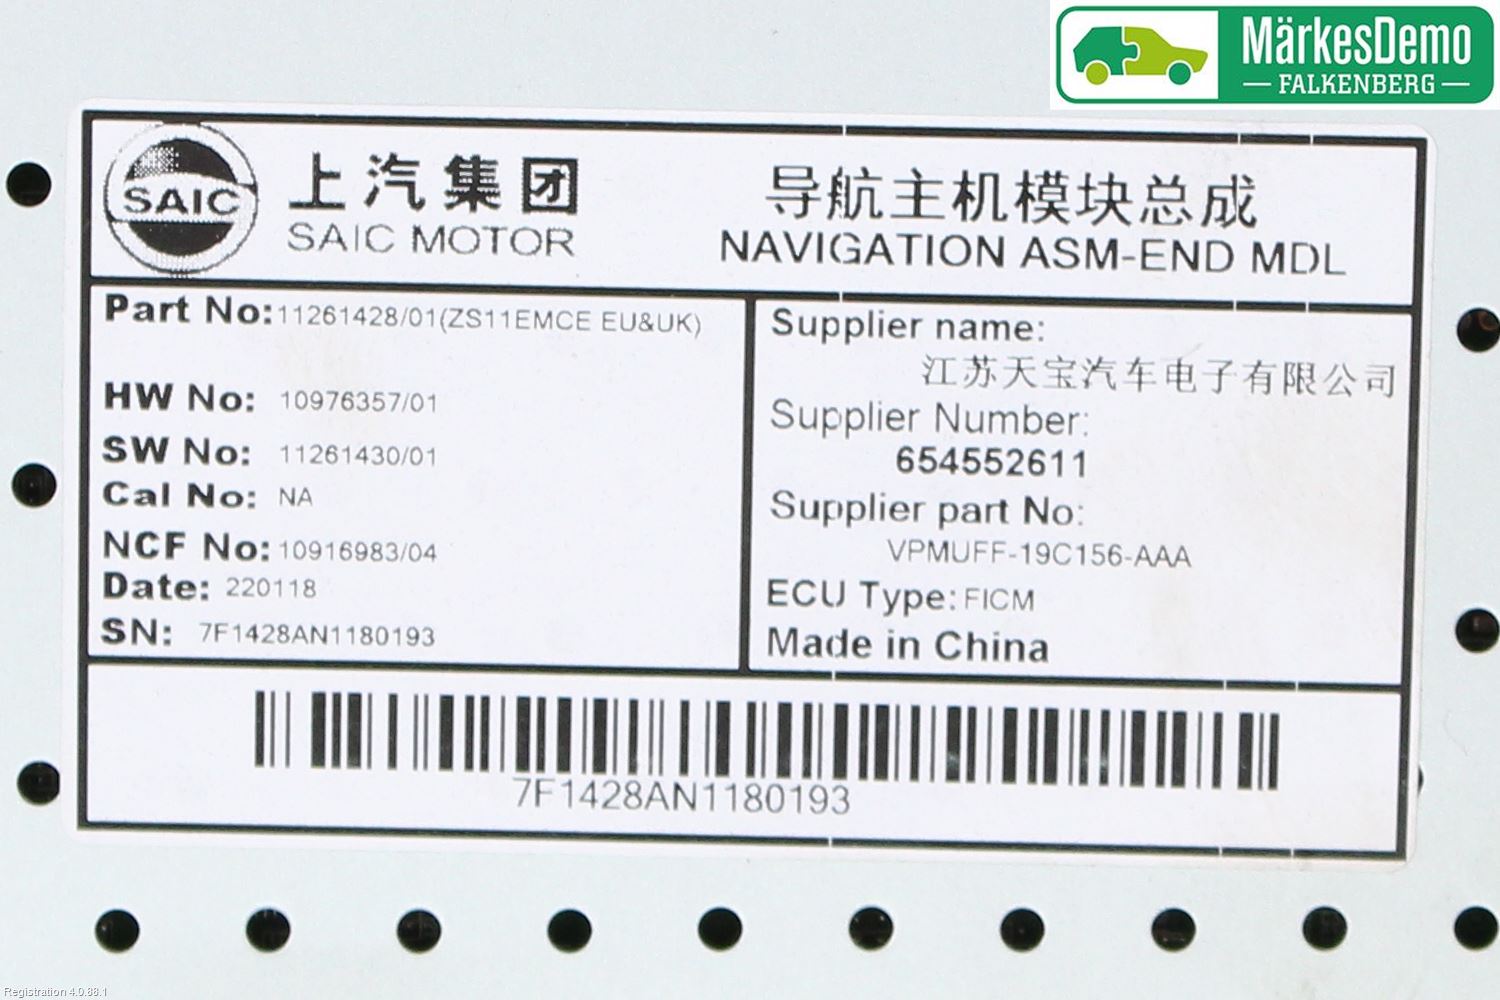 MärkesDemo
FALKENBERG
SAIC
上汽集团
SAIC MOTOR
导航主机模块总成
NAVIGATION ASM-END MDL
Part No:11261428/01(ZS11EMCE EU&UK)
HW No: 10976357/01
SW No: 11261430/01
Cal No: NA
NCF No:10916983/04
Date: 220118
SN: 7F1428AN1180193
Supplier name:
江苏天宝汽车电子有限公司
Supplier Number:
654552611
Supplier part No:
VPMUFF-19C156-AAA
ECU Type:FICM
Made in China
7F1428AN1180193
Registration 4.0.88.1